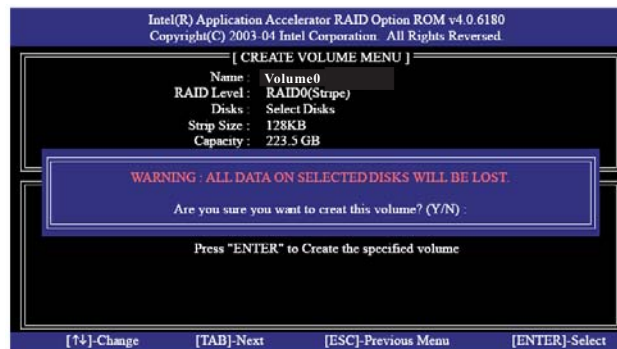 Intel(R) Application Accelerator RAID Option ROM v4.0.6180
Copyright(C) 2003-04 Intel Corporation. All Rights Reversed.
[ CREATE VOLUME MENU ]
Name : Volume0
RAID Level : RAID0(Stripe)
Disks : Select Disks
Strip Size : 128KB
Capacity : 223.5 GB
WARNING : ALL DATA ON SELECTED DISKS WILL BE LOST.
Are you sure you want to creat this volume? (Y/N) :
Press "ENTER" to Create the specified volume
[↑↓]-Change [TAB]-Next [ESC]-Previous Menu [ENTER]-Select